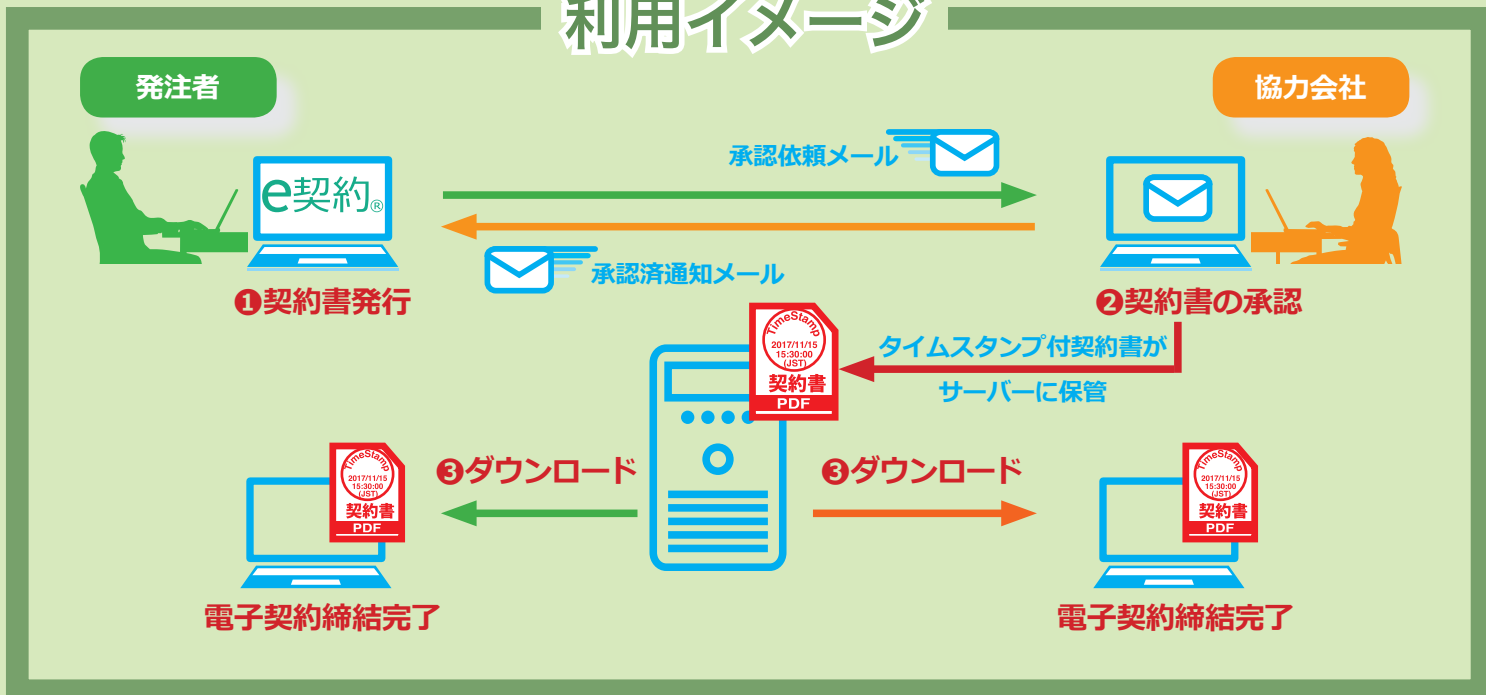 利用イメージ
発注者
協力会社
承認依頼メール
e契約®
承認済通知メール
❶契約書発行
❷契約書の承認
TimeStamp
2017/11/15
15:30:00
(JST)
契約書
PDF
タイムスタンプ付契約書が
サーバーに保管
❸ダウンロード
❸ダウンロード
TimeStamp
2017/11/15
15:30:00
(JST)
契約書
PDF
TimeStamp
2017/11/15
15:30:00
(JST)
契約書
PDF
電子契約締結完了
電子契約締結完了